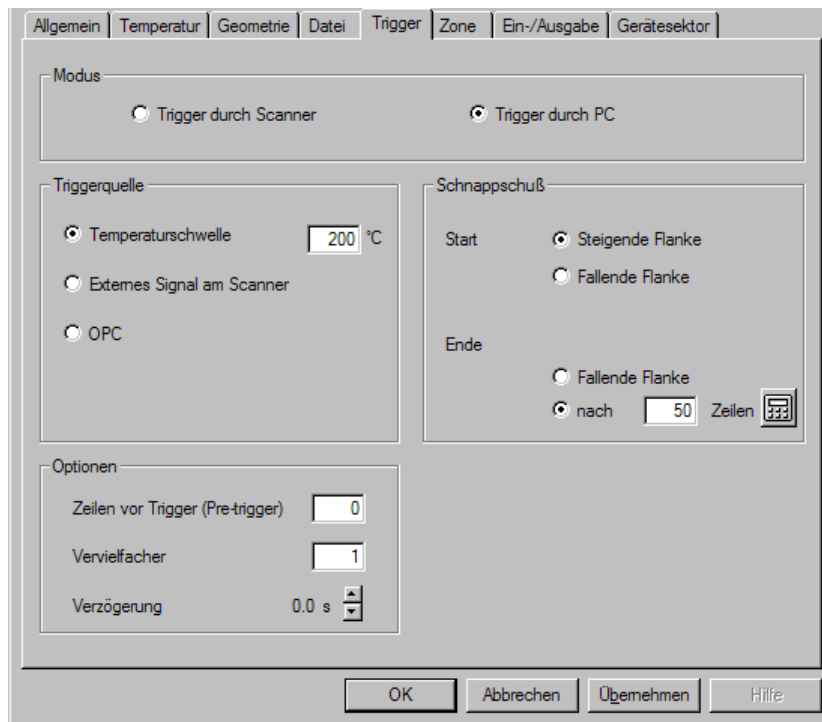 Allgemein Temperatur Geometrie Datei Trigger Zone Ein-/Ausgabe Gerätesektor
Modus
Trigger durch Scanner Trigger durch PC
Triggerquelle
Temperaturschwelle 200 °C
Externes Signal am Scanner
OPC
Schnappschuß
Start Steigende Flanke
Fallende Flanke
Ende
Fallende Flanke
nach 50 Zeilen
Optionen
Zeilen vor Trigger (Pre-trigger) 0
Vervielfacher 1
Verzögerung 0.0 s
OK Abbrechen Übernehmen Hilfe